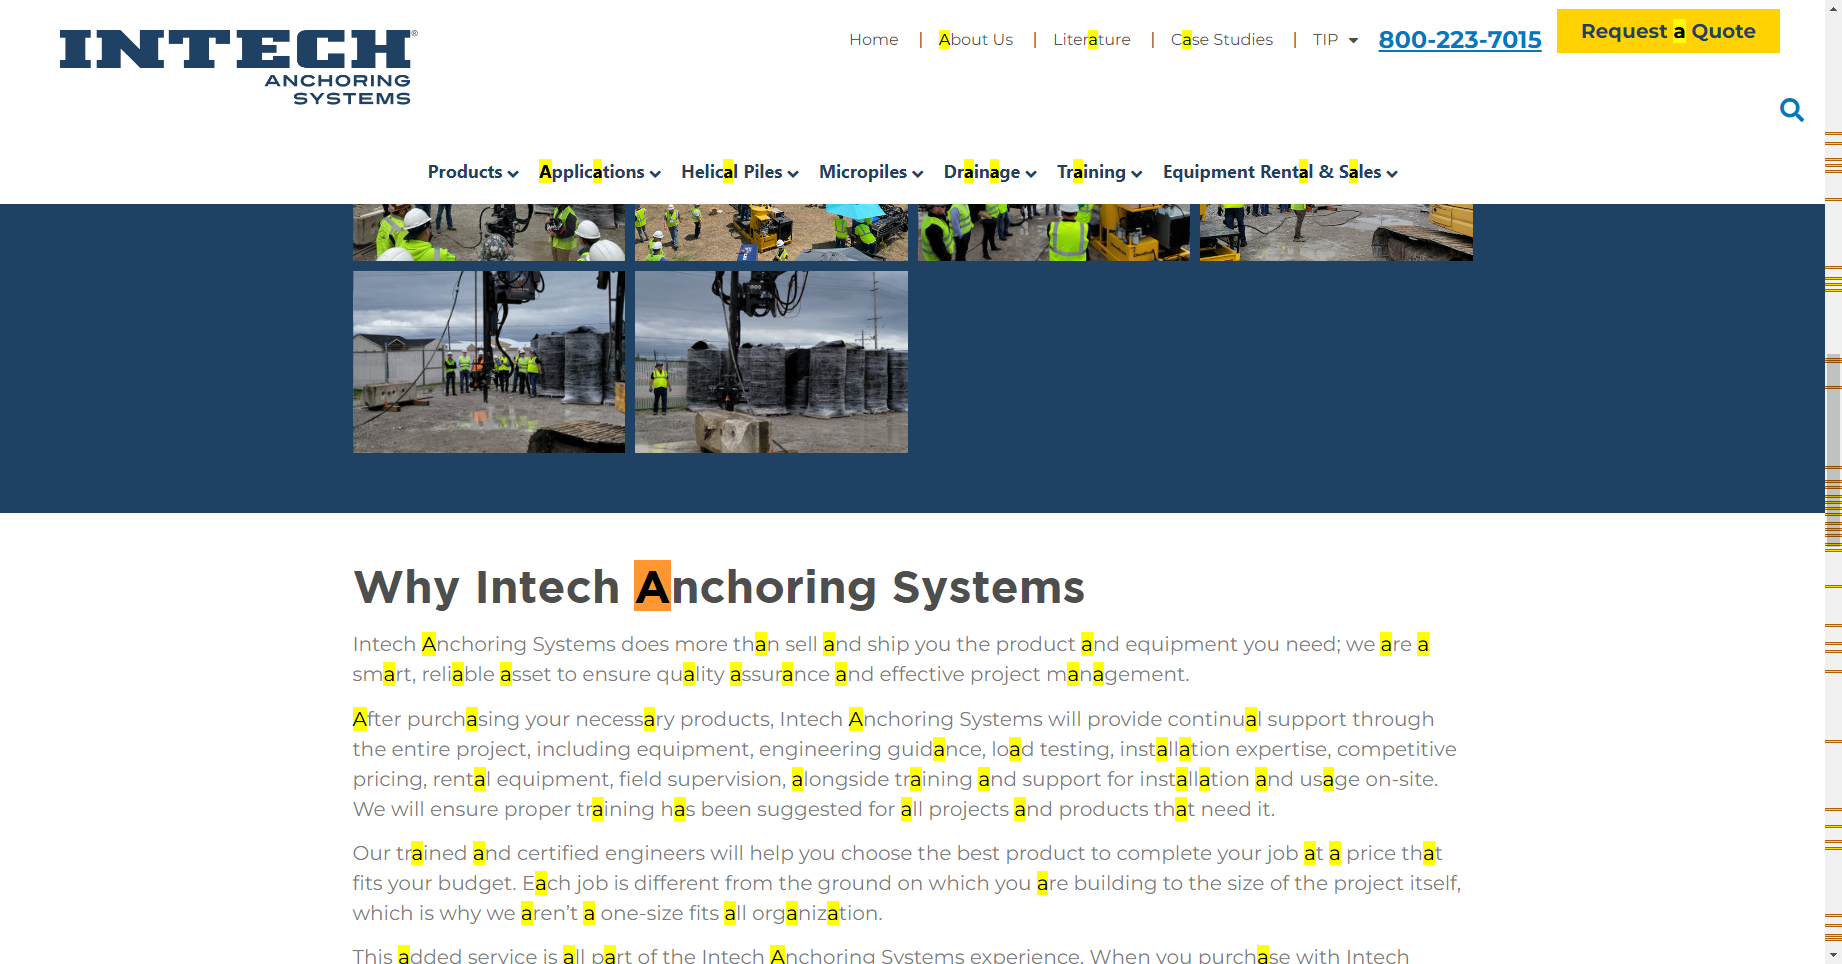 INTECH®
ANCHORING
SYSTEMS
Home | About Us | Literature | Case Studies | TIP
800-223-7015
Request a Quote
Products Applications Helical Piles Micropiles Drainage Training Equipment Rental & Sales
Why Intech Anchoring Systems
Intech Anchoring Systems does more than sell and ship you the product and equipment you need; we are a
smart, reliable asset to ensure quality assurance and effective project management.
After purchasing your necessary products, Intech Anchoring Systems will provide continual support through
the entire project, including equipment, engineering guidance, load testing, installation expertise, competitive
pricing, rental equipment, field supervision, alongside training and support for installation and usage on-site.
We will ensure proper training has been suggested for all projects and products that need it.
Our trained and certified engineers will help you choose the best product to complete your job at a price that
fits your budget. Each job is different from the ground on which you are building to the size of the project itself,
which is why we aren’t a one-size fits all organization.
This added service is all part of the Intech Anchoring Systems experience. When you purchase with Intech